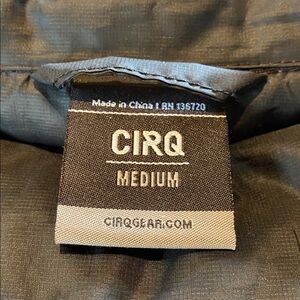 Made in China I RN 136720
CIRQ
MEDIUM
CIRQGEAR.COM